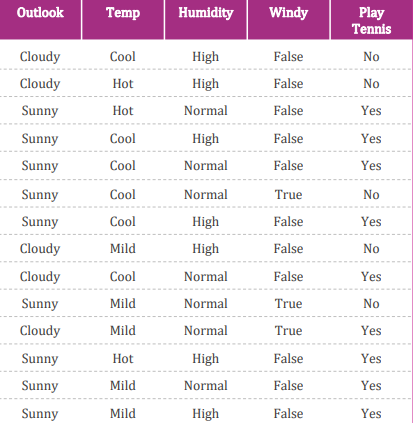 Outlook Temp Humidity Windy Play Tennis
Cloudy Cool High False No
Cloudy Hot High False No
Sunny Hot Normal False Yes
Sunny Cool High False Yes
Sunny Cool Normal False Yes
Sunny Cool Normal True No
Sunny Cool High False Yes
Cloudy Mild High False No
Cloudy Cool Normal False Yes
Sunny Mild Normal True No
Cloudy Mild Normal True Yes
Sunny Hot High False Yes
Sunny Mild Normal False Yes
Sunny Mild High False Yes